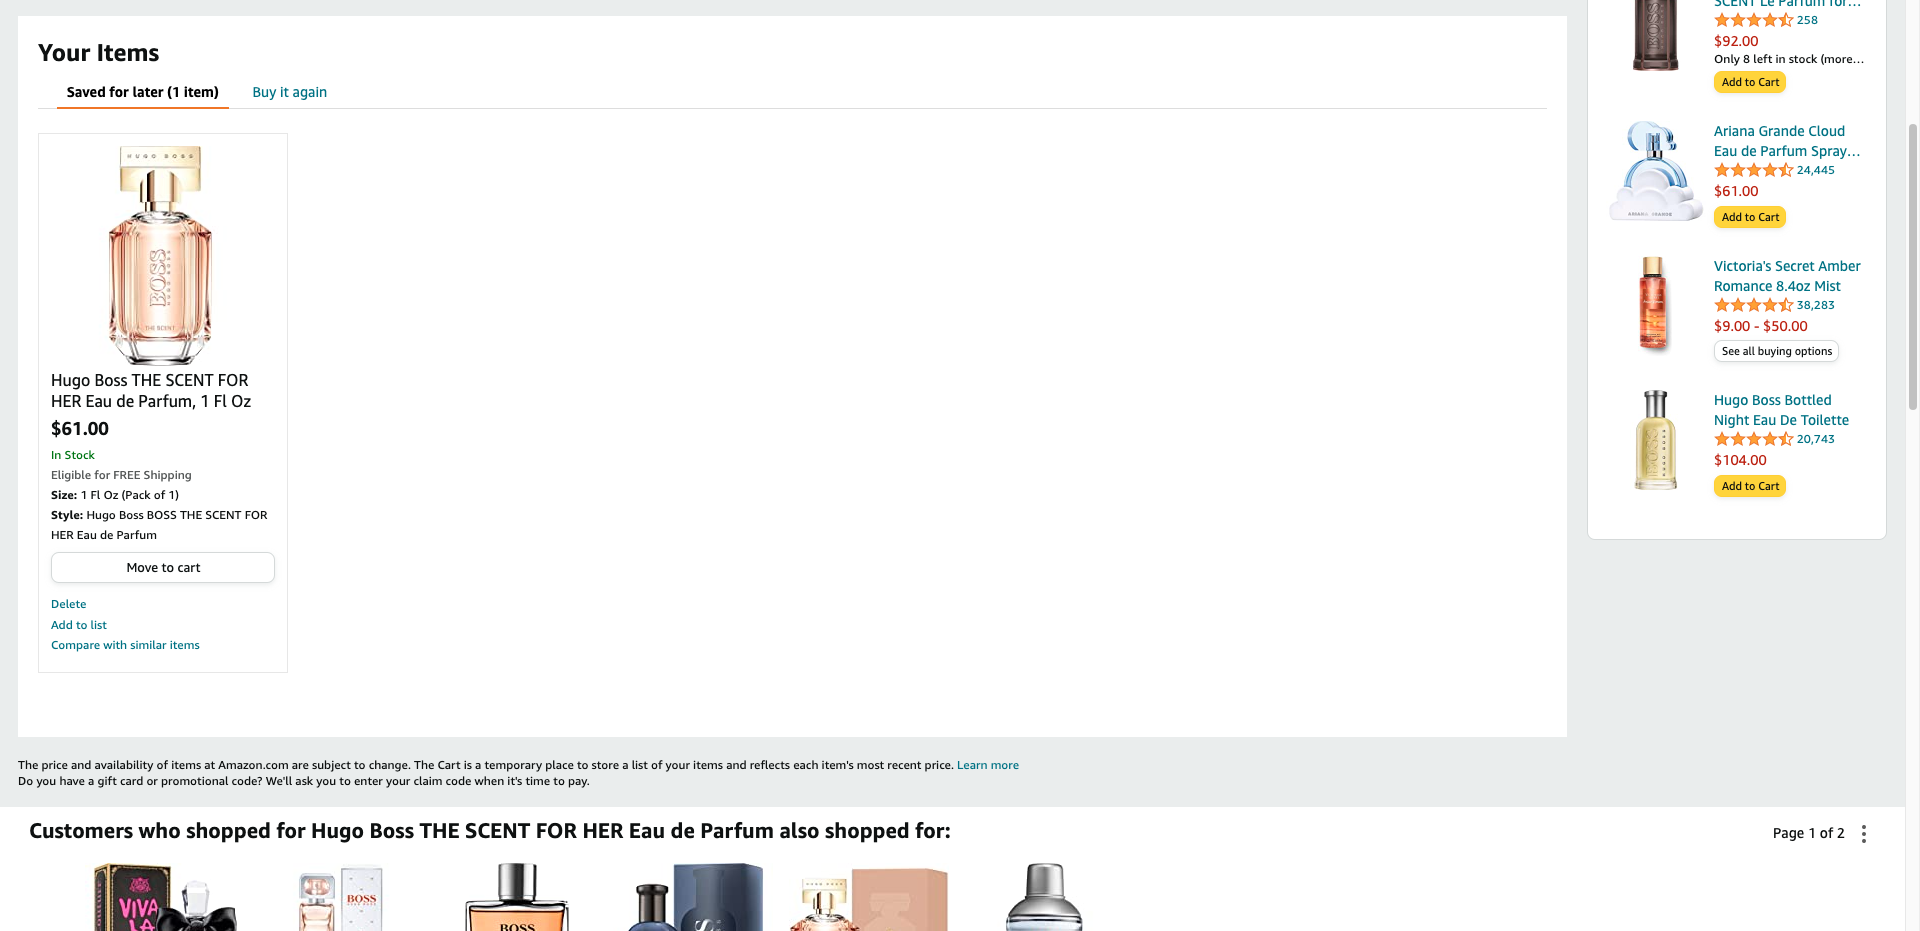 Your Items
Saved for later (1 item)
Buy it again
HUGO BOSS
BOSS
HUGO BOSS
THE SCENT
Hugo Boss THE SCENT FOR
HER Eau de Parfum, 1 Fl Oz
$61.00
In Stock
Eligible for FREE Shipping
Size: 1 Fl Oz (Pack of 1)
Style: Hugo Boss BOSS THE SCENT FOR
HER Eau de Parfum
Move to cart
Delete
Add to list
Compare with similar items
SCENT Le Parfum for...
258
$92.00
Only 8 left in stock (more...
Add to Cart
BOSS
Ariana Grande Cloud
Eau de Parfum Spray...
24,445
$61.00
Add to Cart
ARIANA GRANDE
Victoria's Secret Amber
Romance 8.4oz Mist
38,283
$9.00 - $50.00
See all buying options
Hugo Boss Bottled
Night Eau De Toilette
20,743
$104.00
Add to Cart
BOSS
HUGO BOSS
The price and availability of items at Amazon.com are subject to change. The Cart is a temporary place to store a list of your items and reflects each item's most recent price. Learn more
Do you have a gift card or promotional code? We'll ask you to enter your claim code when it's time to pay.
Customers who shopped for Hugo Boss THE SCENT FOR HER Eau de Parfum also shopped for:
Page 1 of 2
VIVA
LA
BOSS
BOSS